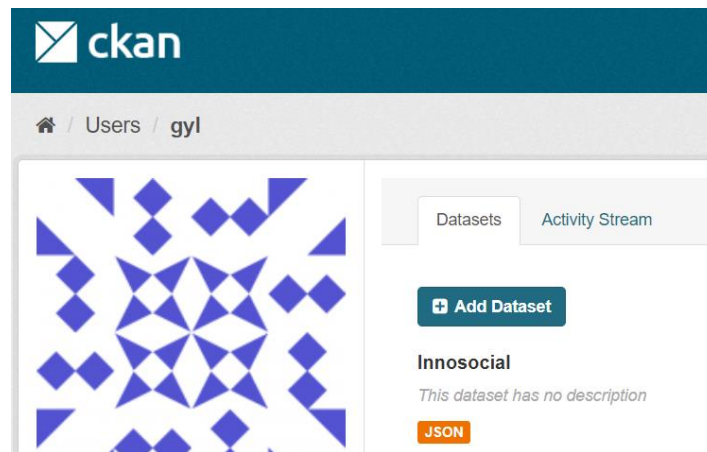 ckan
/ Users / gyl
Datasets Activity Stream
Add Dataset
Innosocial
This dataset has no description
JSON